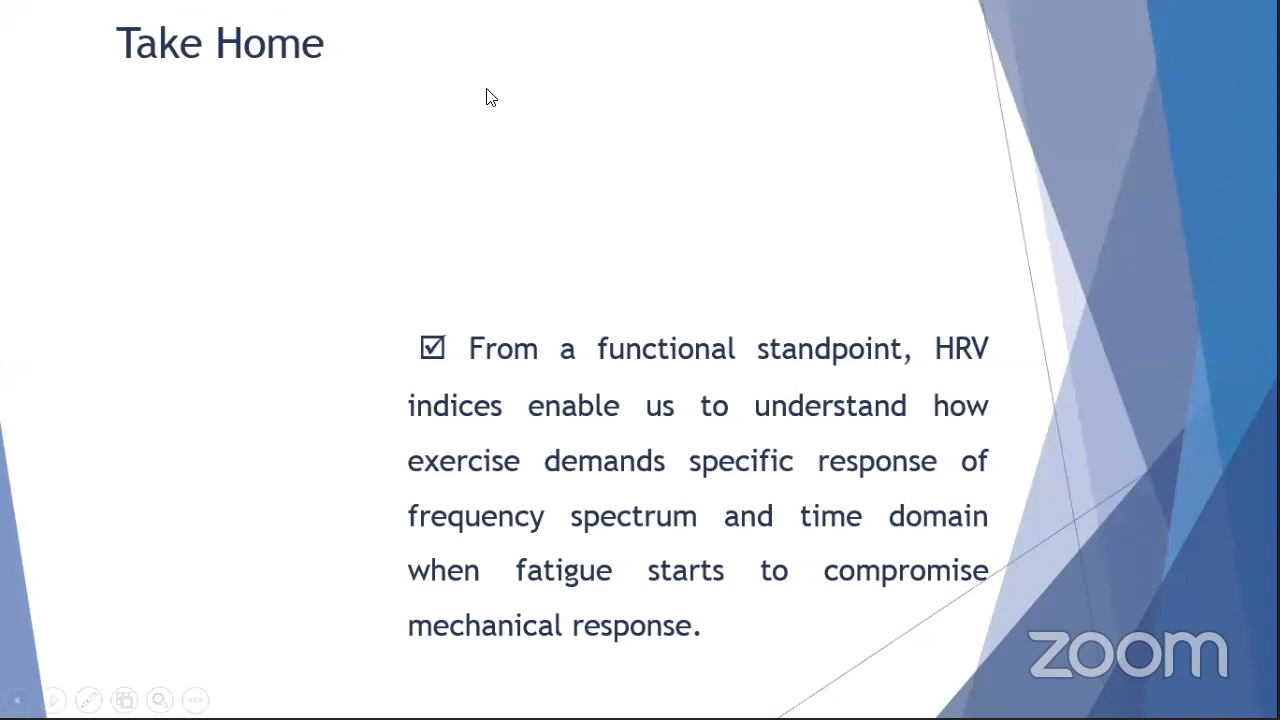 Take Home
☑ From a functional standpoint, HRV
indices enable us to understand how
exercise demands specific response of
frequency spectrum and time domain
when fatigue starts to compromise
mechanical response.
zoom